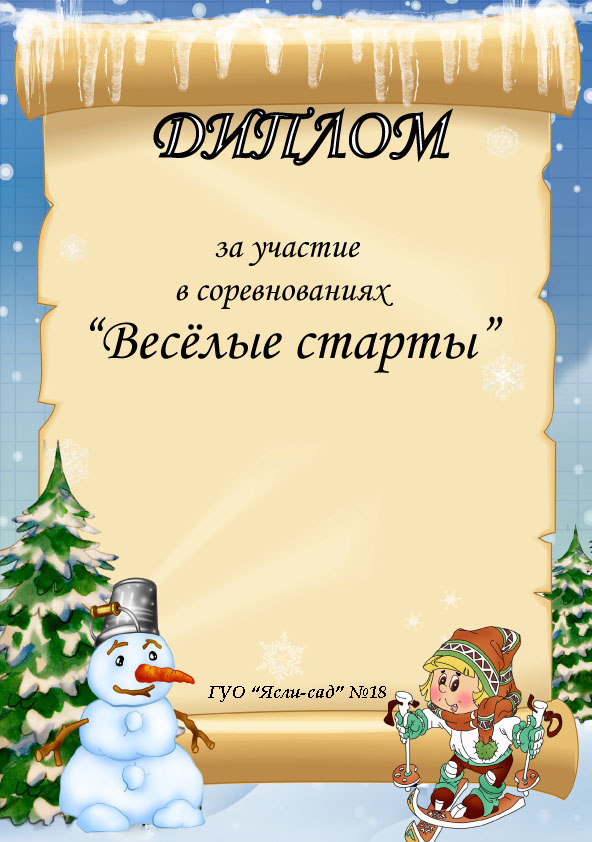 ДИПЛОМ
за участие
в соревнованиях
“Весёлые старты”
ГУО “Ясли-сад” №18